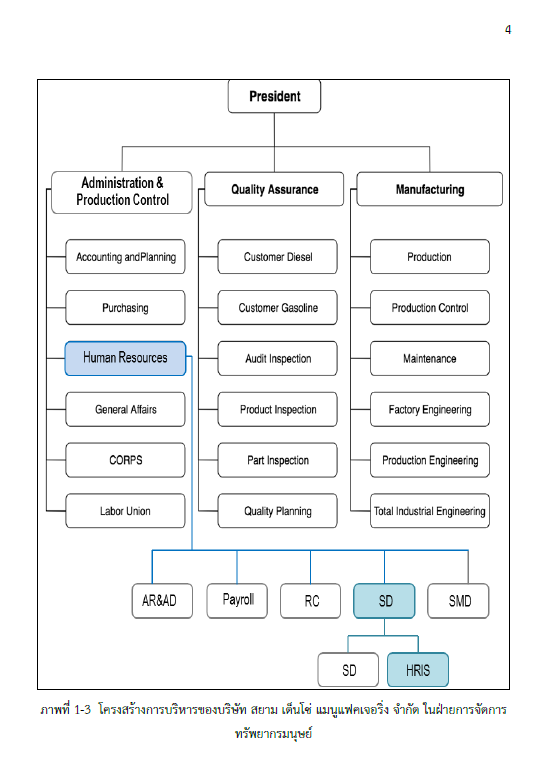 4
President
Administration &
Production Control
Quality Assurance
Manufacturing
Accounting andPlanning
Customer Diesel
Production
Purchasing
Customer Gasoline
Production Control
Human Resources
Audit Inspection
Maintenance
General Affairs
Product Inspection
Factory Engineering
CORPS
Part Inspection
Production Engineering
Labor Union
Quality Planning
Total Industrial Engineering
AR&AD
Payroll
RC
SD
SMD
SD
HRIS
ภาพที่ 1-3 โครงสร้างการบริหารของบริษัท สยาม เด็นโซ่ แมนูแฟคเจอริ่ง จำกัด ในฝ่ายการจัดการ
ทรัพยากรมนุษย์